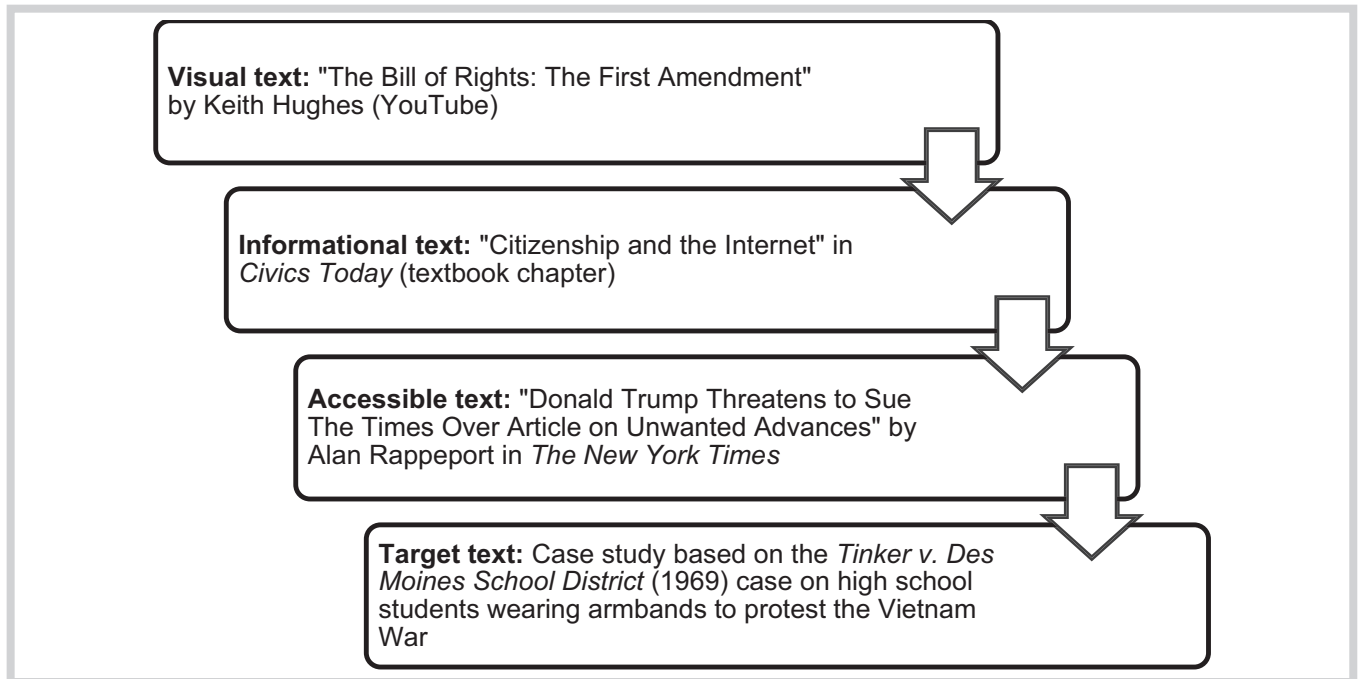 Visual text: "The Bill of Rights: The First Amendment"
by Keith Hughes (YouTube)
Informational text: "Citizenship and the Internet" in
Civics Today (textbook chapter)
Accessible text: "Donald Trump Threatens to Sue
The Times Over Article on Unwanted Advances" by
Alan Rappeport in The New York Times
Target text: Case study based on the Tinker v. Des
Moines School District (1969) case on high school
students wearing armbands to protest the Vietnam
War